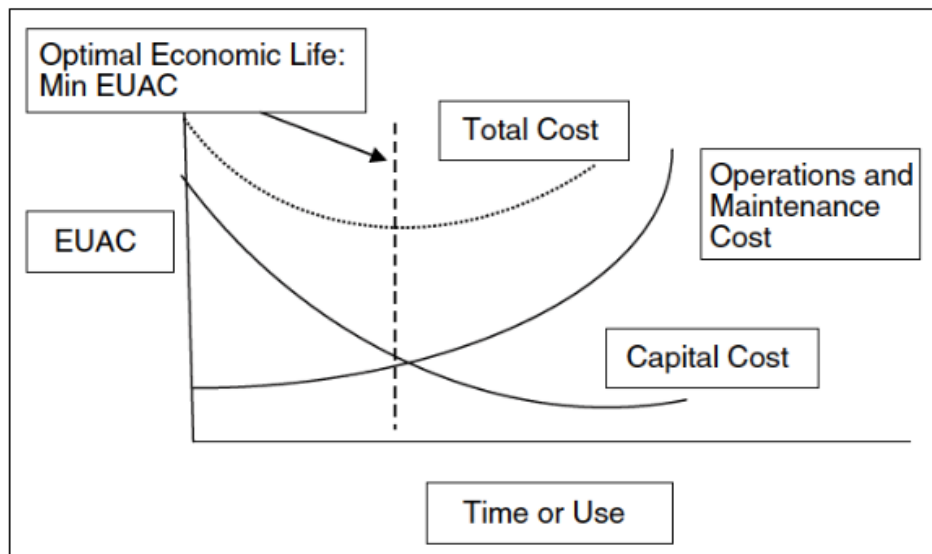 Optimal Economic Life:
Min EUAC
Total Cost
Operations and
Maintenance
Cost
EUAC
Capital Cost
Time or Use